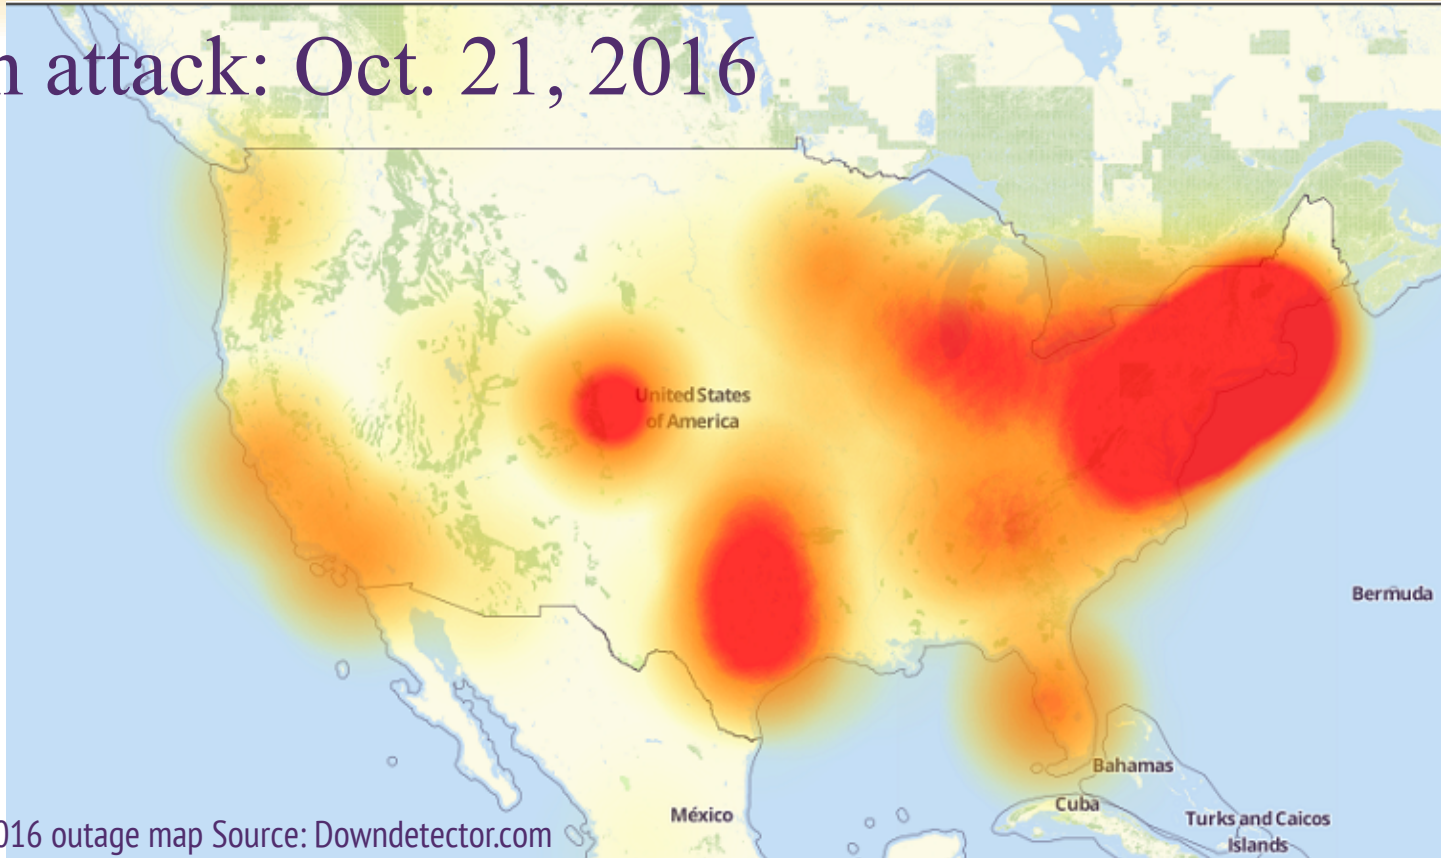 attack: Oct. 21, 2016
United States
of America
Bermuda
Bahamas
México
Cuba
Turks and Caicos
Islands
016 outage map Source: Downdetector.com